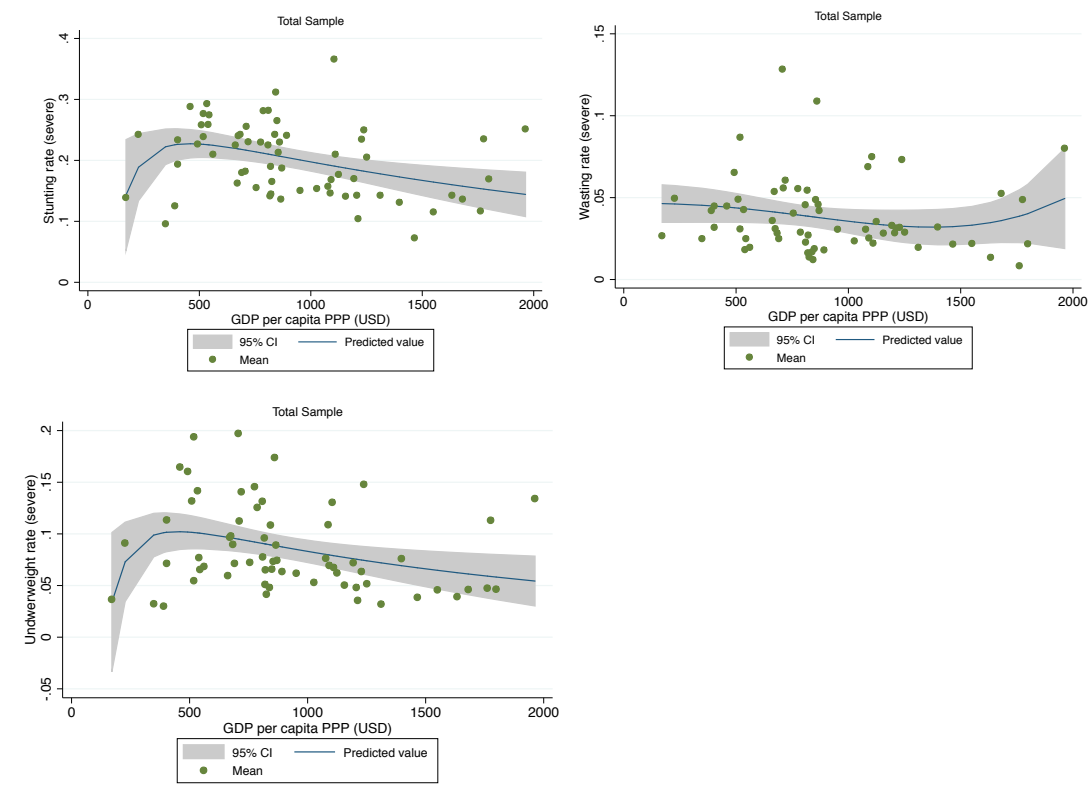 Total Sample
Stunting rate (severe)
.4
.3
.2
.1
0
0 500 1000 1500 2000
GDP per capita PPP (USD)
95% CI Predicted value
Mean
Total Sample
Wasting rate (severe)
.15
.1
.05
0
0 500 1000 1500 2000
GDP per capita PPP (USD)
95% CI Predicted value
Mean
Total Sample
Undwerweight rate (severe)
.2
.15
.1
.05
0
-.05
0 500 1000 1500 2000
GDP per capita PPP (USD)
95% CI Predicted value
Mean